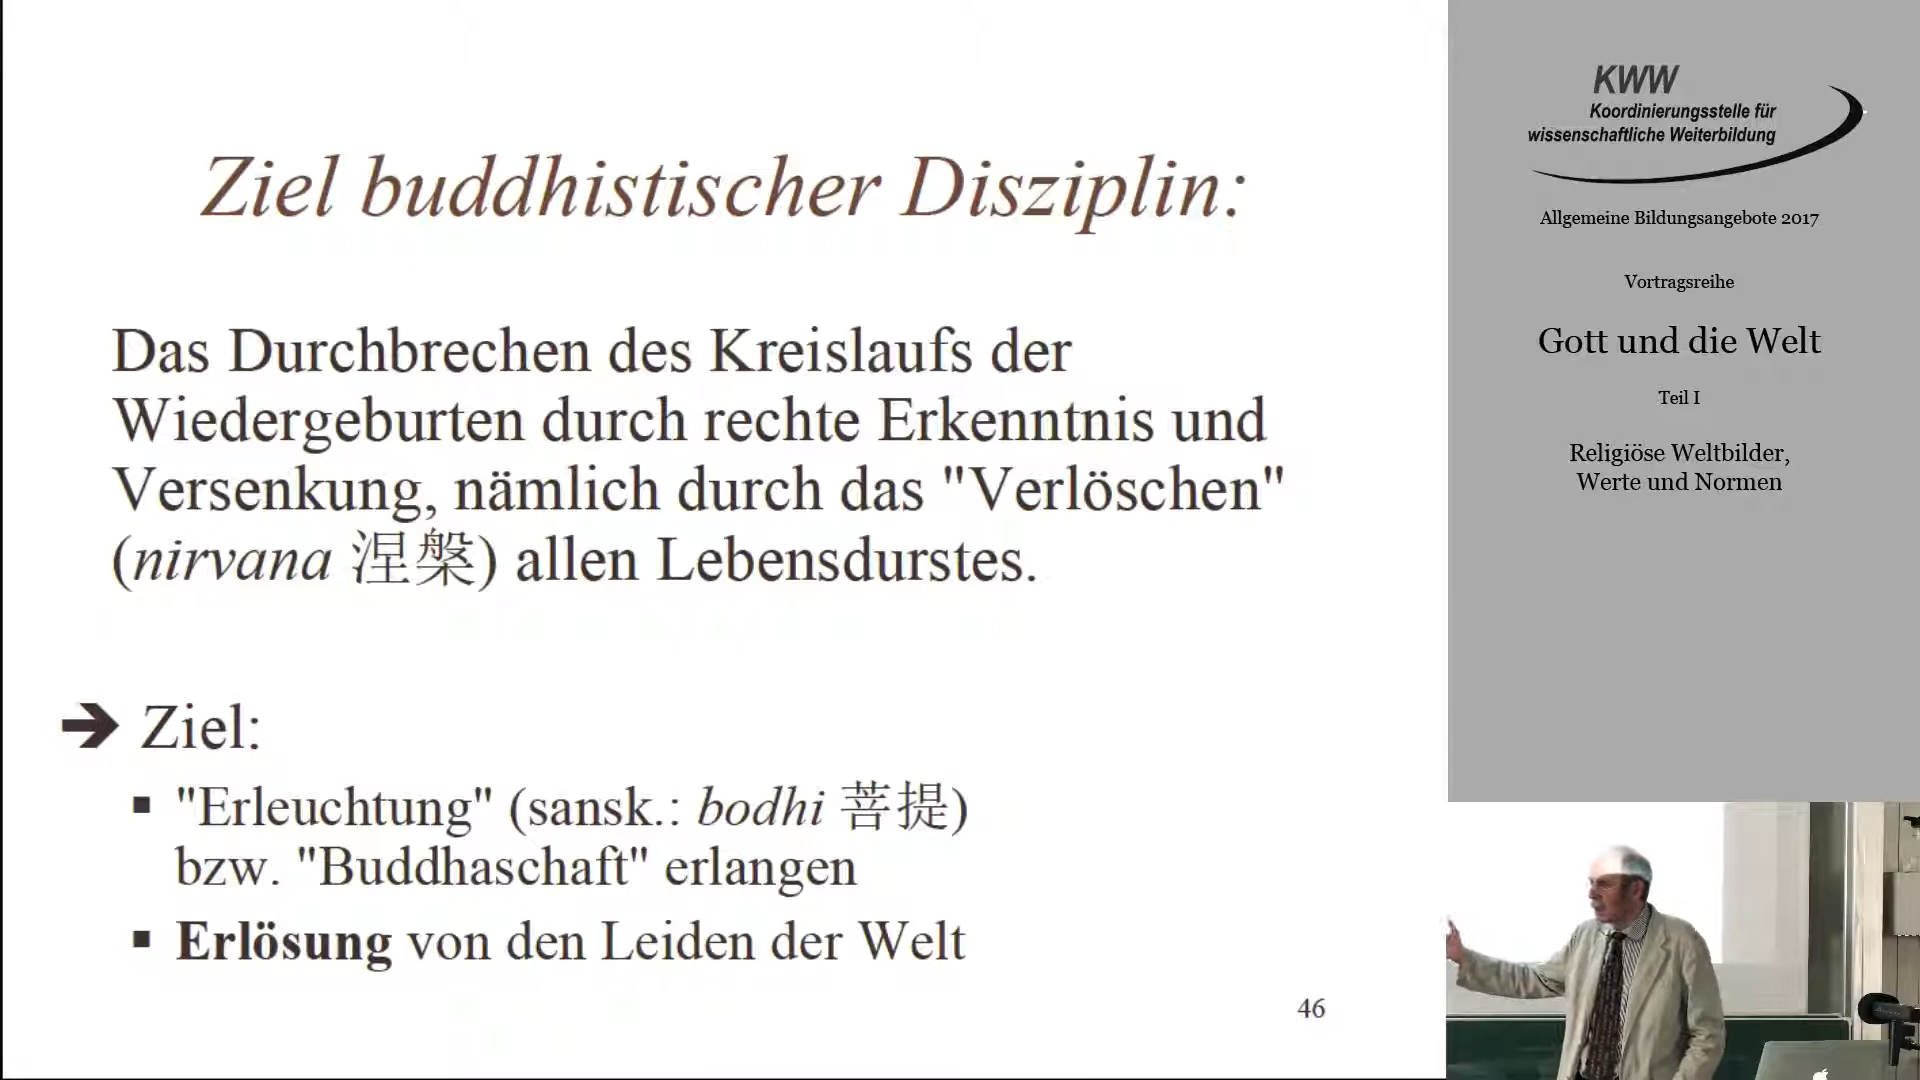 Ziel buddhistischer Disziplin:
Das Durchbrechen des Kreislaufs der
Wiedergeburten durch rechte Erkenntnis und
Versenkung, nämlich durch das "Verlöschen"
(nirvana 涅槃) allen Lebensdurstes.
➔ Ziel:
▪ "Erleuchtung" (sansk.: bodhi 菩提)
bzw. "Buddhaschaft" erlangen
▪ Erlösung von den Leiden der Welt
46
KWW
Koordinierungsstelle für
wissenschaftliche Weiterbildung
Allgemeine Bildungsangebote 2017
Vortragsreihe
Gott und die Welt
Teil I
Religiöse Weltbilder,
Werte und Normen